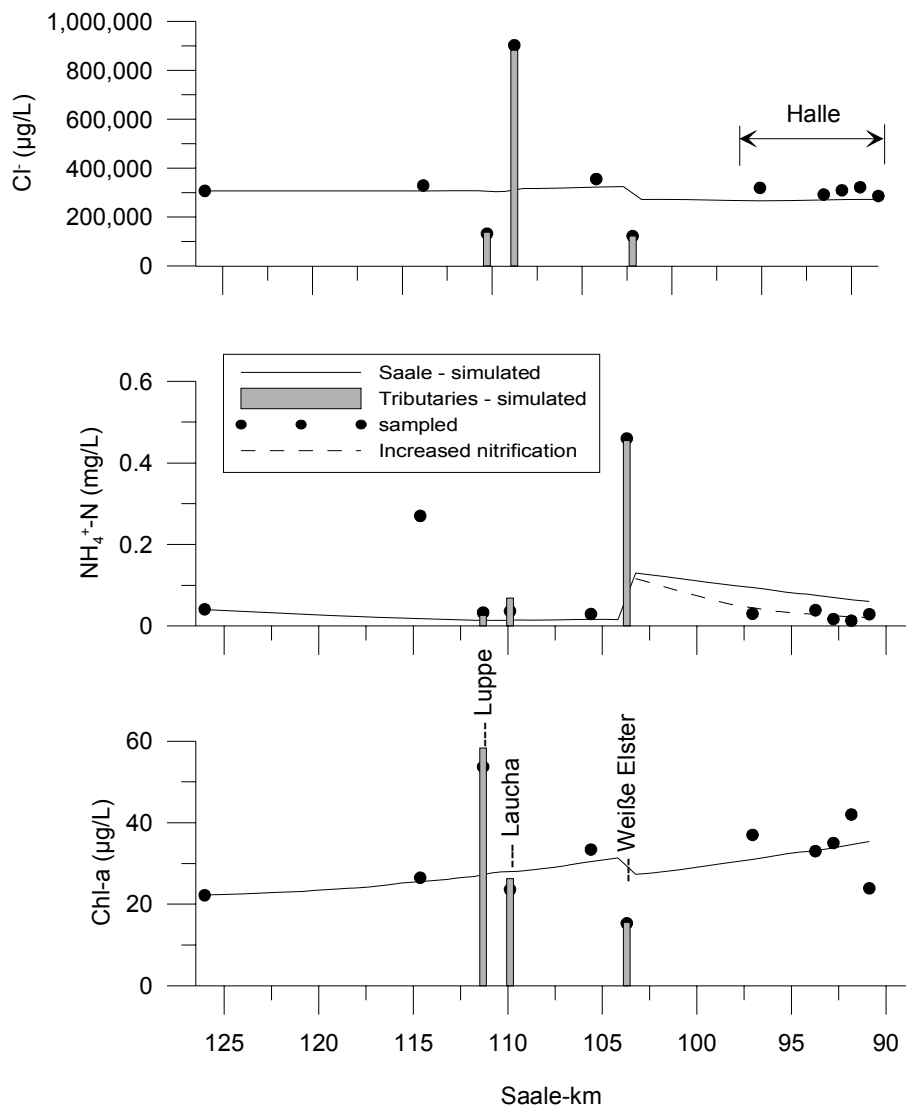 1,000,000
800,000
600,000
400,000
200,000
0
Cl⁻ (µg/L)
Halle
Saale - simulated
Tributaries - simulated
sampled
Increased nitrification
0.6
0.4
0.2
0
NH₄⁺-N (mg/L)
Luppe
Laucha
Weiße Elster
60
40
20
0
Chl-a (µg/L)
125 120 115 110 105 100 95 90
Saale-km